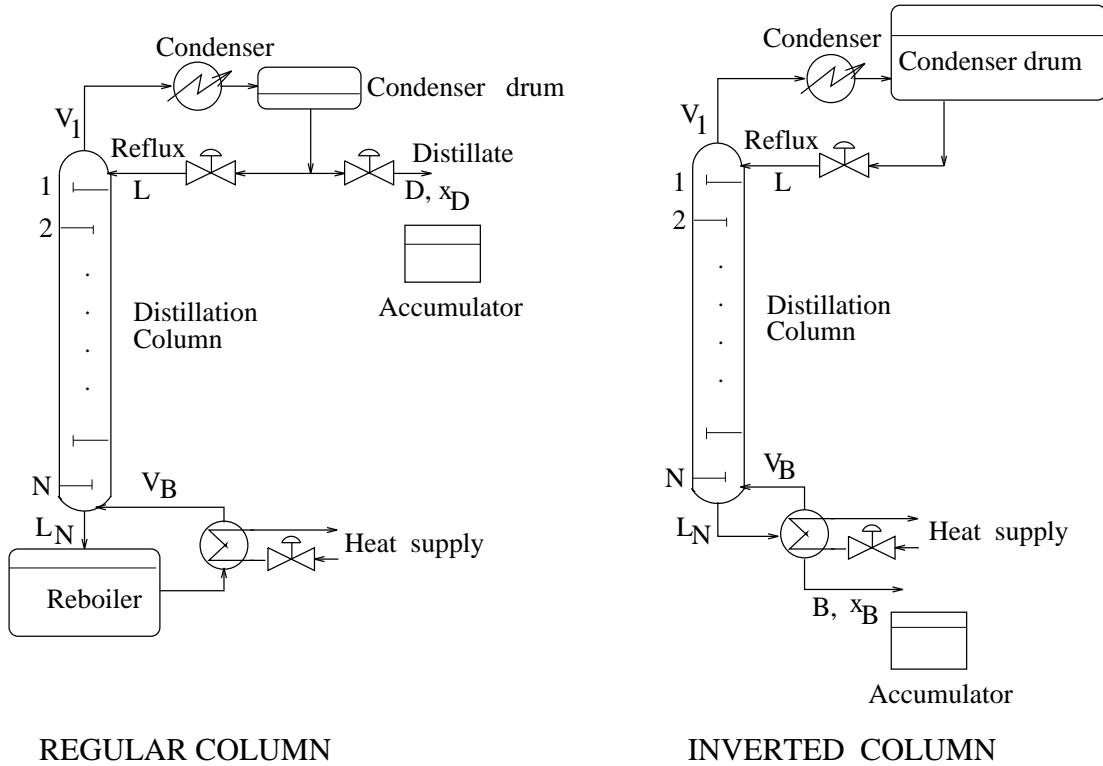 Condenser
Condenser drum
V1
Reflux
Distillate
1
L
D, xD
2
Accumulator
Distillation
Column
N
VB
LN
Heat supply
Reboiler
REGULAR COLUMN
Condenser
Condenser drum
V1
Reflux
1
L
2
Distillation
Column
VB
N
LN
Heat supply
B, xB
Accumulator
INVERTED COLUMN